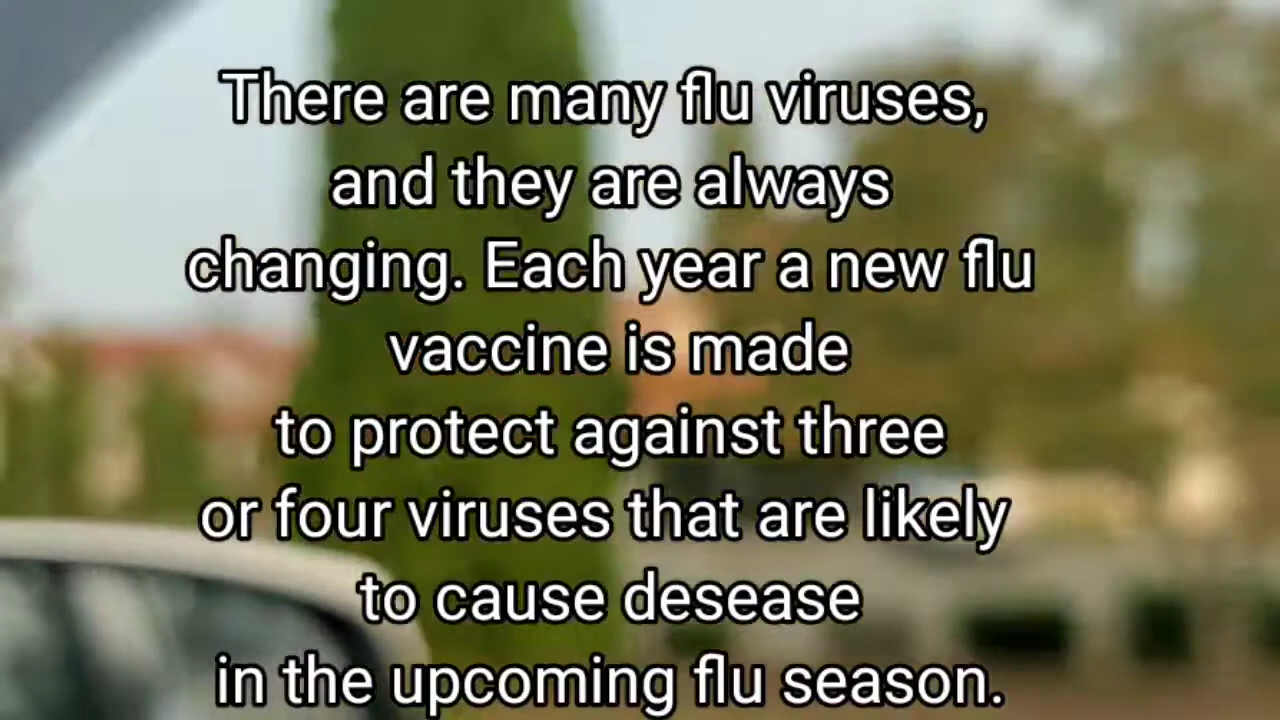 There are many flu viruses,
and they are always
changing. Each year a new flu
vaccine is made
to protect against three
or four viruses that are likely
to cause desease
in the upcoming flu season.